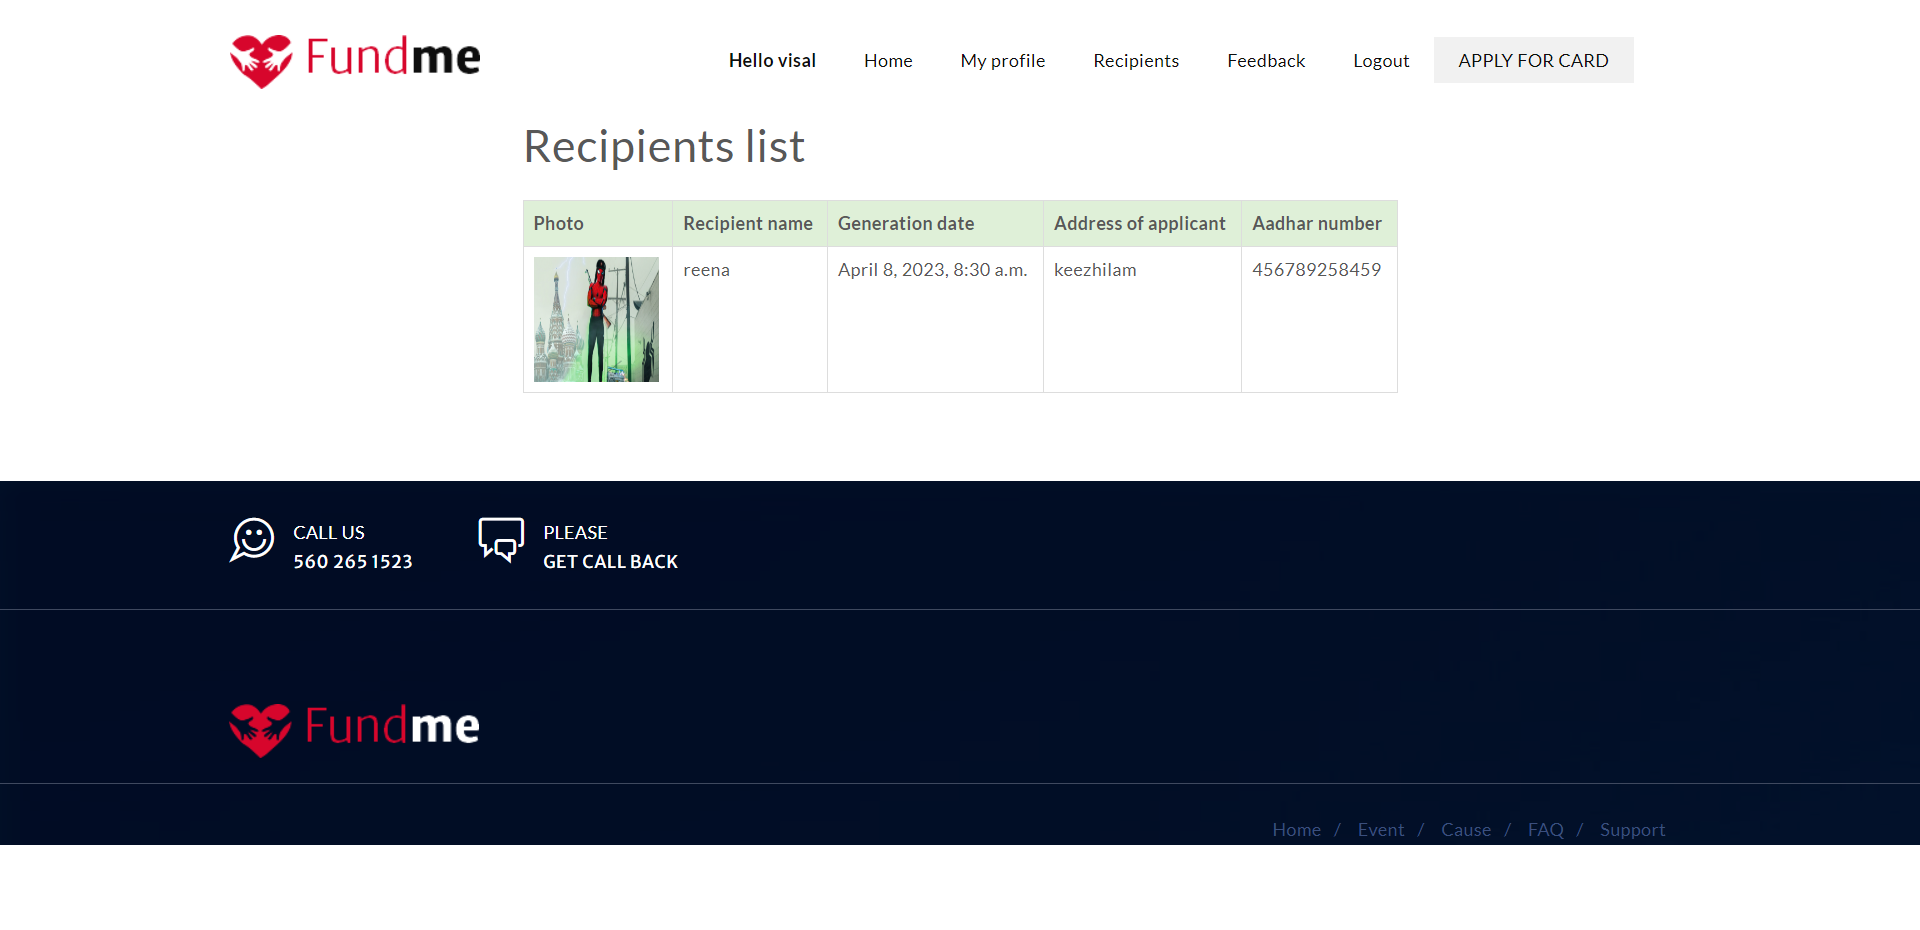 Fundme
Hello visal Home My profile Recipients Feedback Logout APPLY FOR CARD
Recipients list
Photo Recipient name Generation date Address of applicant Aadhar number
reena April 8, 2023, 8:30 a.m. keezhilam 456789258459
CALL US
560 265 1523
PLEASE
GET CALL BACK
Fundme
Home / Event / Cause / FAQ / Support